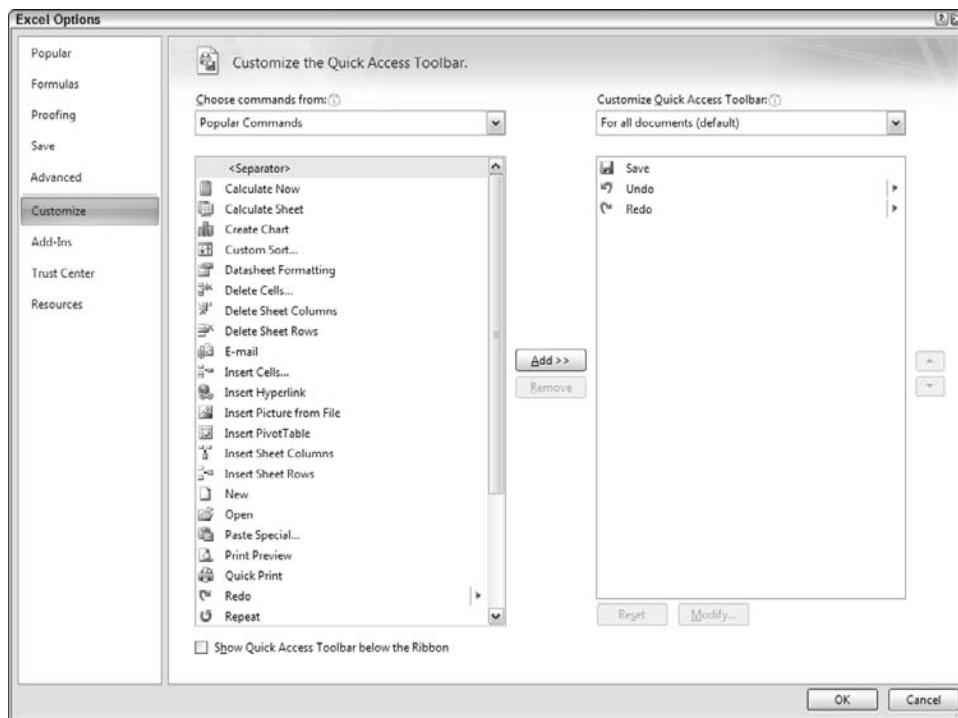 Excel Options
Popular
Formulas
Proofing
Save
Advanced
Customize
Add-Ins
Trust Center
Resources
Customize the Quick Access Toolbar.
Choose commands from:
Popular Commands
<Separator>
Calculate Now
Calculate Sheet
Create Chart
Custom Sort...
Datasheet Formatting
Delete Cells...
Delete Sheet Columns
Delete Sheet Rows
E-mail
Insert Cells...
Insert Hyperlink
Insert Picture from File
Insert PivotTable
Insert Sheet Columns
Insert Sheet Rows
New
Open
Paste Special...
Print Preview
Quick Print
Redo
Repeat
Show Quick Access Toolbar below the Ribbon
Add >>
Remove
Customize Quick Access Toolbar:
For all documents (default)
Save
Undo
Redo
Reset
Modify...
OK
Cancel